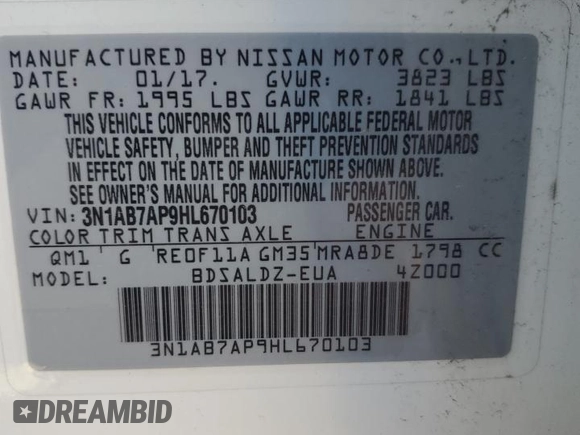 MANUFACTURED BY NISSAN MOTOR CO., LTD.
DATE: 01/17. GVWR: 3823 LBS
GAWR FR: 1995 LBS GAWR RR: 1841 LBS
THIS VEHICLE CONFORMS TO ALL APPLICABLE FEDERAL MOTOR
VEHICLE SAFETY, BUMPER AND THEFT PREVENTION STANDARDS
IN EFFECT ON THE DATE OF MANUFACTURE SHOWN ABOVE.
SEE OWNER'S MANUAL FOR ADDITIONAL INFORMATION.
VIN: 3N1AB7AP9HL670103 PASSENGER CAR.
COLOR TRIM TRANS AXLE ENGINE
QM1 G RE0F11A GM35 MRA8DE 1798 CC
MODEL: BDSALDZ-EUA 4Z000
3N1AB7AP9HL670103
DREAMBID